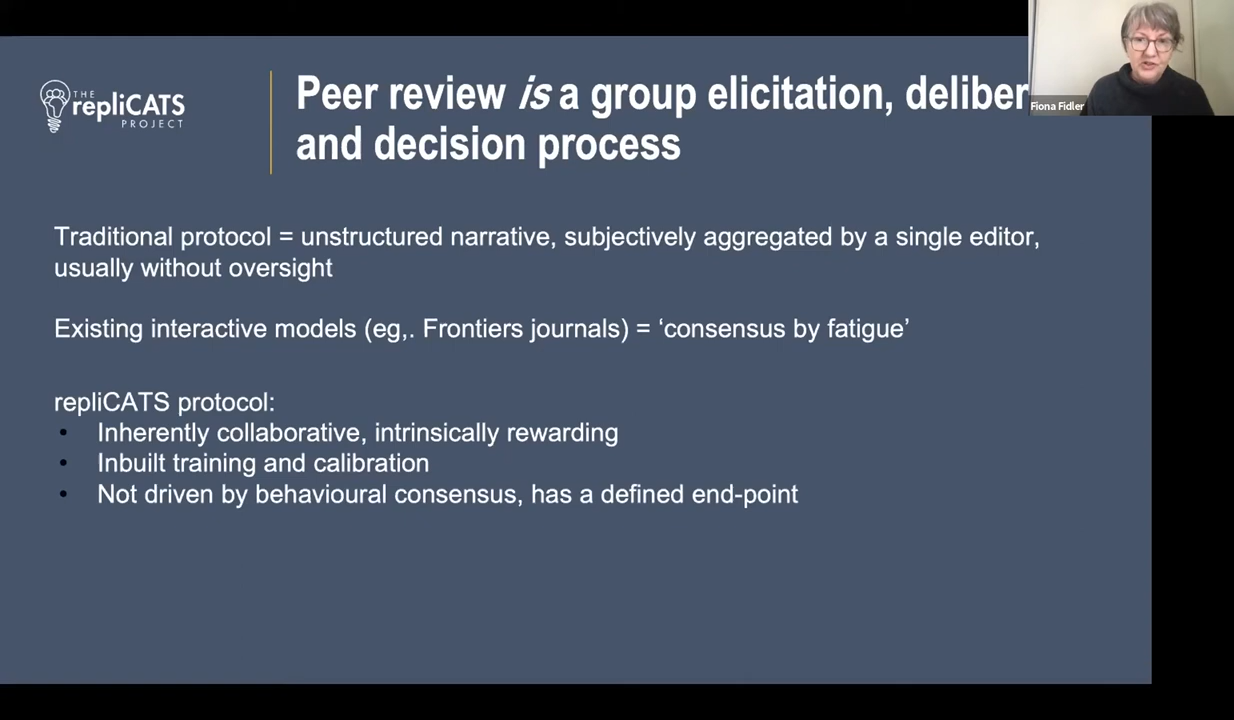 THE
repliCATS
PROJECT
Peer review is a group elicitation,
and decision process
Fiona Fidler
Traditional protocol = unstructured narrative, subjectively aggregated by a single editor,
usually without oversight
Existing interactive models (eg,. Frontiers journals) = ‘consensus by fatigue’
repliCATS protocol:
• Inherently collaborative, intrinsically rewarding
• Inbuilt training and calibration
• Not driven by behavioural consensus, has a defined end-point